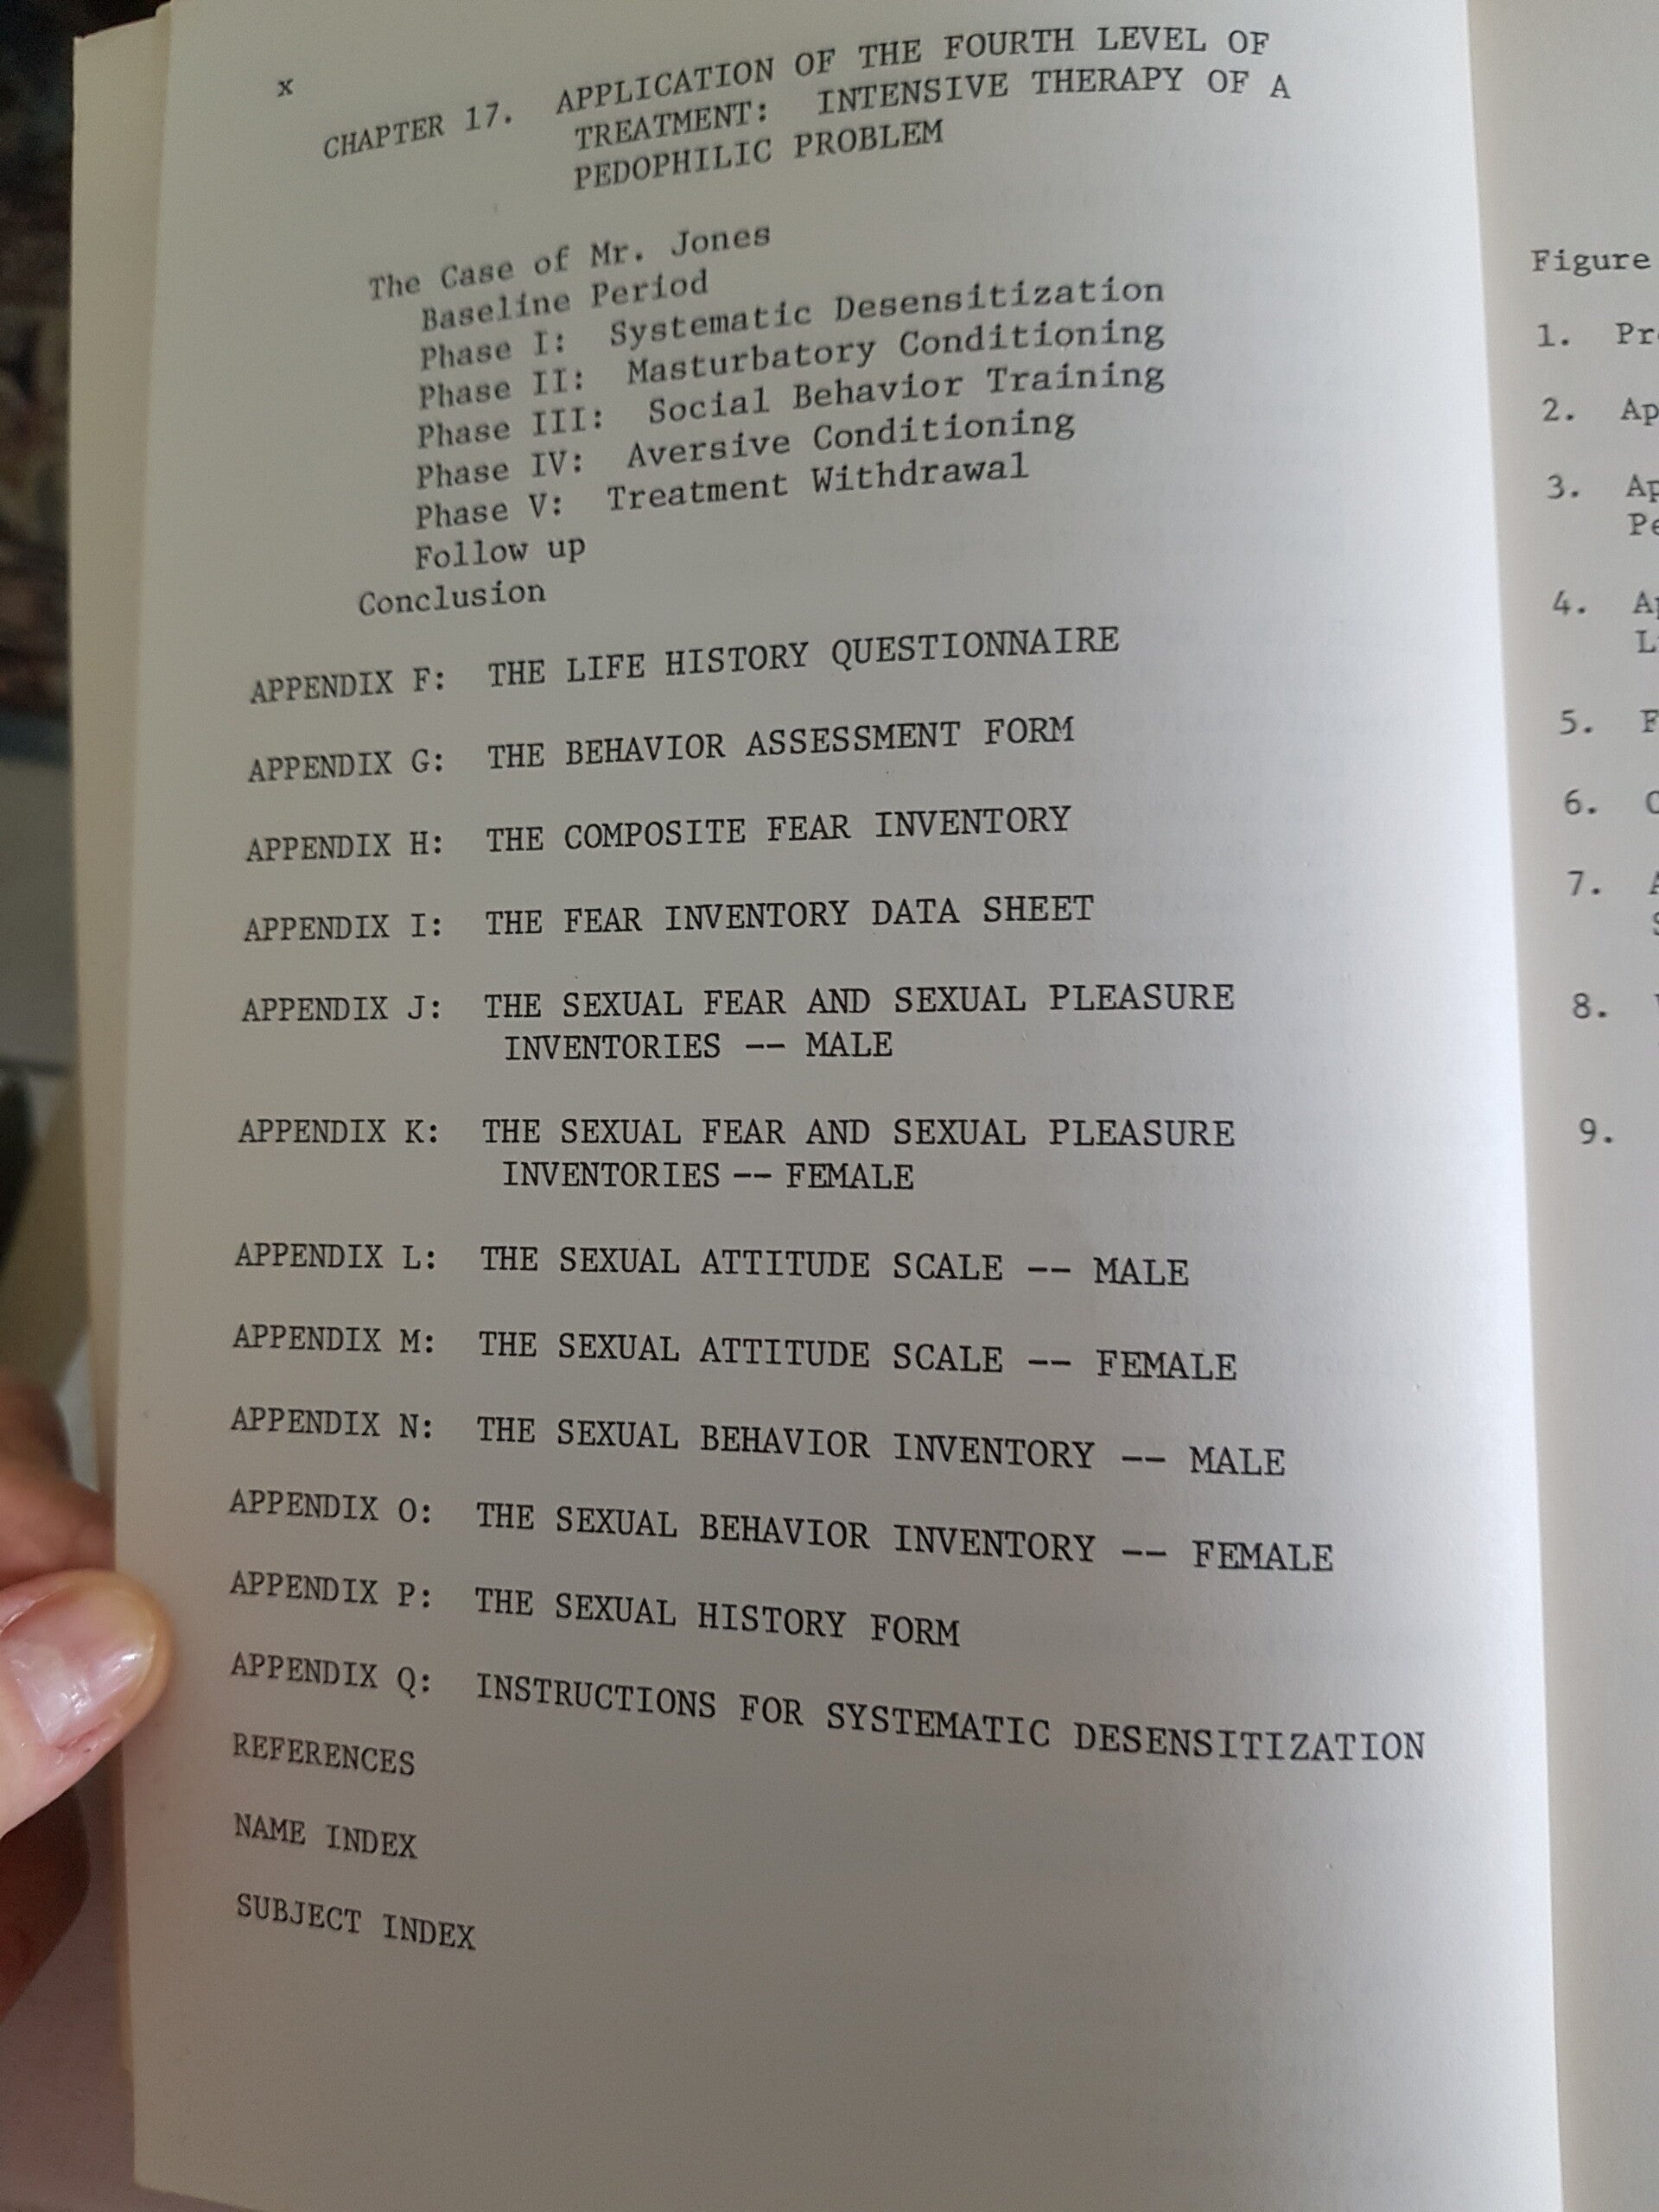 x
CHAPTER 17. APPLICATION OF THE FOURTH LEVEL OF
TREATMENT: INTENSIVE THERAPY OF A
PEDOPHILIC PROBLEM
The Case of Mr. Jones
Baseline Period
Phase I: Systematic Desensitization
Phase II: Masturbatory Conditioning
Phase III: Social Behavior Training
Phase IV: Aversive Conditioning
Phase V: Treatment Withdrawal
Follow up
Conclusion
APPENDIX F: THE LIFE HISTORY QUESTIONNAIRE
APPENDIX G: THE BEHAVIOR ASSESSMENT FORM
APPENDIX H: THE COMPOSITE FEAR INVENTORY
APPENDIX I: THE FEAR INVENTORY DATA SHEET
APPENDIX J: THE SEXUAL FEAR AND SEXUAL PLEASURE
INVENTORIES -- MALE
APPENDIX K: THE SEXUAL FEAR AND SEXUAL PLEASURE
INVENTORIES -- FEMALE
APPENDIX L: THE SEXUAL ATTITUDE SCALE -- MALE
APPENDIX M: THE SEXUAL ATTITUDE SCALE -- FEMALE
APPENDIX N: THE SEXUAL BEHAVIOR INVENTORY -- MALE
APPENDIX O: THE SEXUAL BEHAVIOR INVENTORY -- FEMALE
APPENDIX P: THE SEXUAL HISTORY FORM
APPENDIX Q: INSTRUCTIONS FOR SYSTEMATIC DESENSITIZATION
REFERENCES
NAME INDEX
SUBJECT INDEX
Figure
1. Pr
2. Ap
3. Ap
Pe
4. Ap
L
5. F
6.
7. A
S
8.
9.